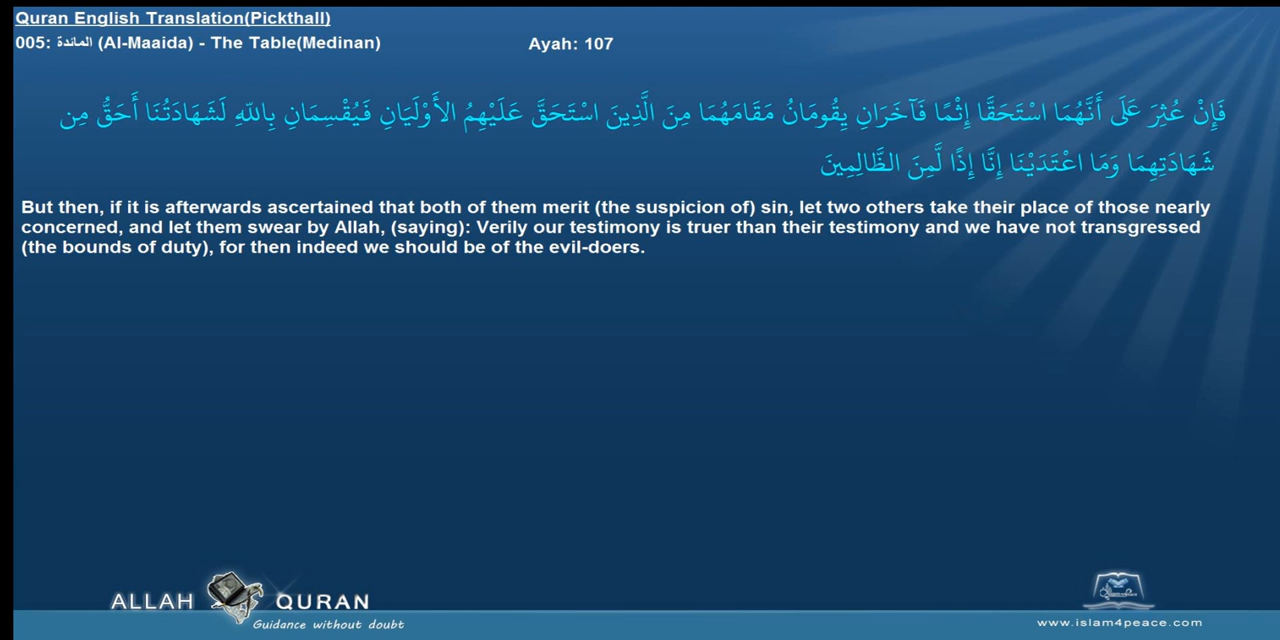 Quran English Translation(Pickthall)
005: المائدة (Al-Maaida) - The Table(Medinan) Ayah: 107
فَإِنْ عُثِرَ عَلَى أَنَّهُمَا اسْتَحَقَّا إِثْمًا فَآخَرَانِ يِقُومَانُ مَقَامَهُمَا مِنَ الَّذِينَ اسْتَحَقَّ عَلَيْهِمُ الأَوْلَيَانِ فَيُقْسِمَانِ بِاللّهِ لَشَهَادَتُنَا أَحَقُّ مِن
شَهَادَتِهِمَا وَمَا اعْتَدَيْنَا إِنَّا إِذًا لَّمِنَ الظَّالِمِينَ
But then, if it is afterwards ascertained that both of them merit (the suspicion of) sin, let two others take their place of those nearly
concerned, and let them swear by Allah, (saying): Verily our testimony is truer than their testimony and we have not transgressed
(the bounds of duty), for then indeed we should be of the evil-doers.
ALLAH QURAN
Guidance without doubt
www.islam4peace.com